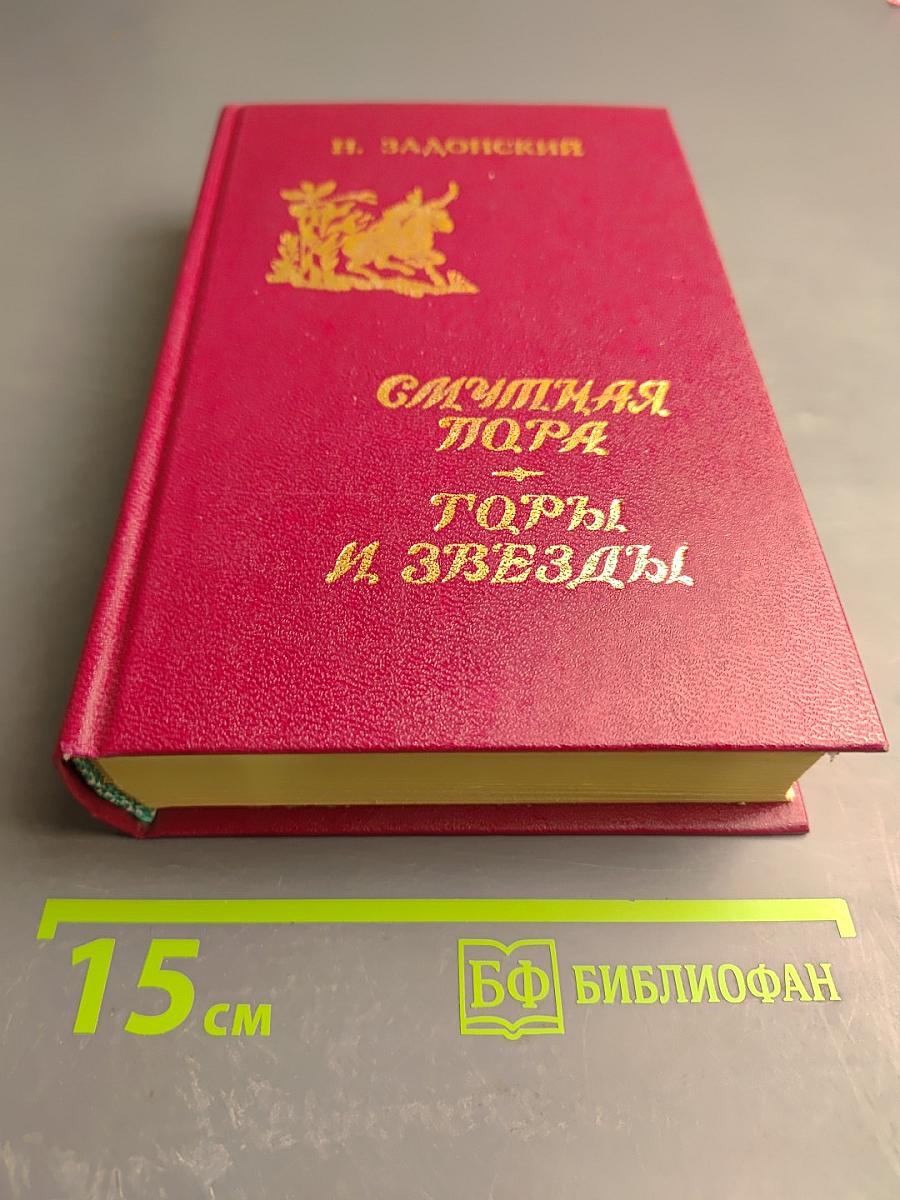 Н. ЗАДОНСКИЙ
СМУТНАЯ
ПОРА
ГОРЫ
И ЗВЕЗДЫ
15 см
БФ БИБЛИОФАН